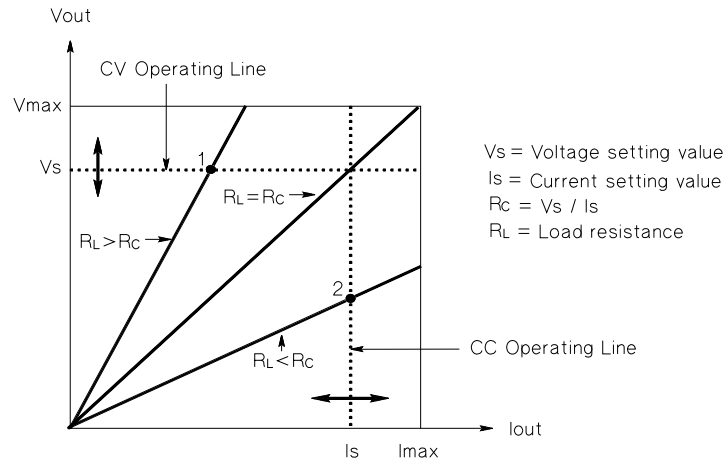 Vout
CV Operating Line
Vmax
Vs
1
RL=RC
RL>RC
2
RL<RC
CC Operating Line
Iout
Is
Imax
Vs = Voltage setting value
Is = Current setting value
Rc = Vs / Is
RL = Load resistance